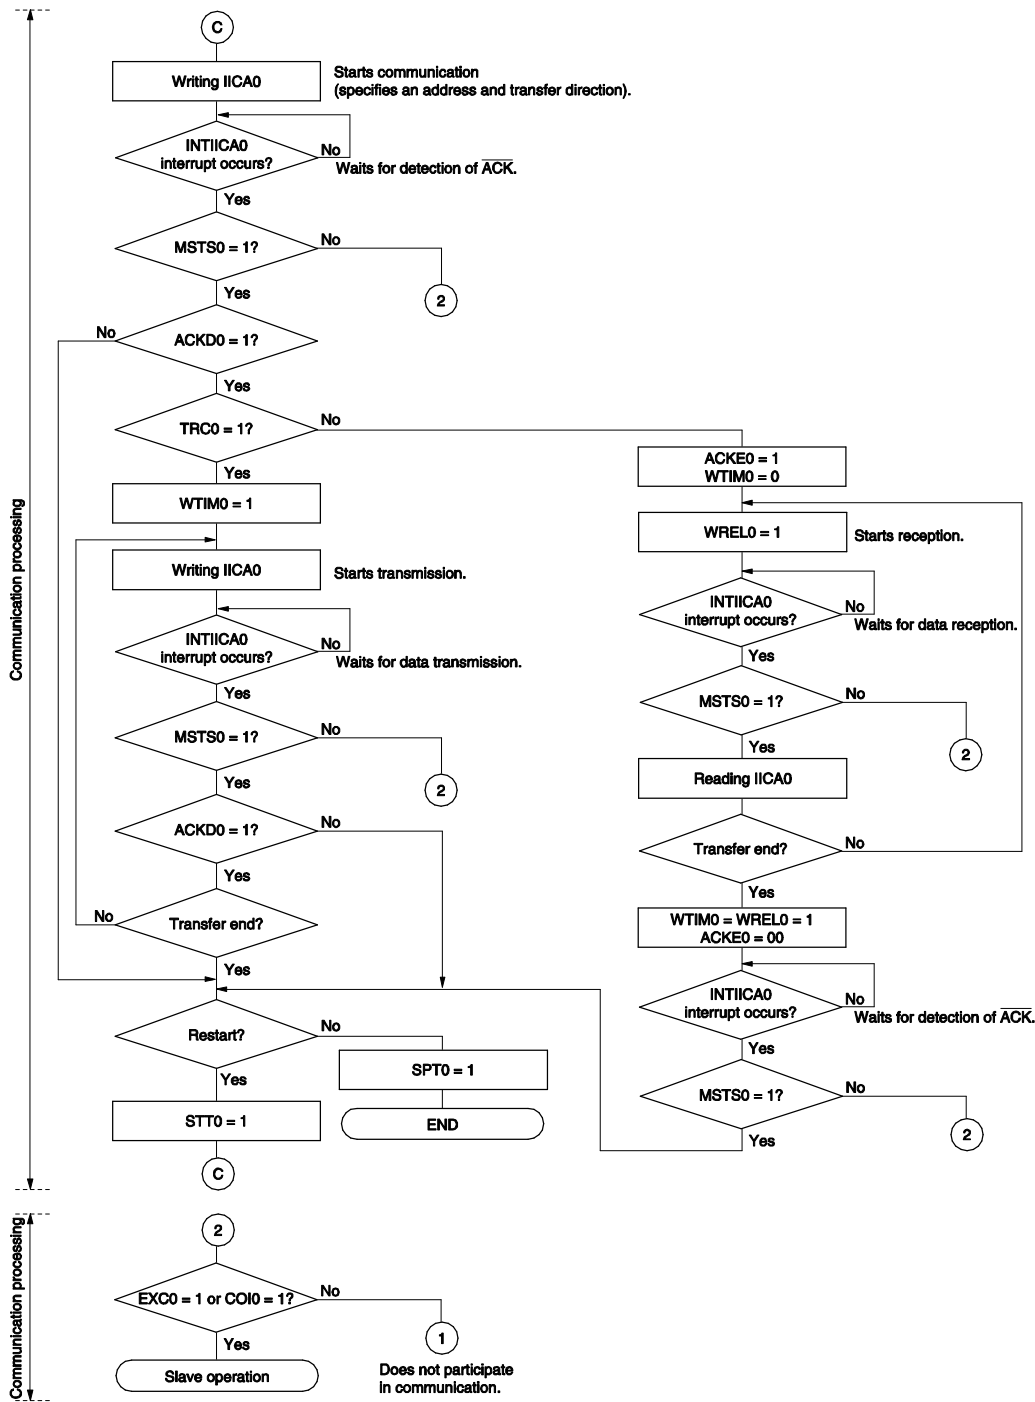 C
Writing IICA0
Starts communication
(specifies an address and transfer direction).
INTIICA0
interrupt occurs?
No
Waits for detection of ACK.
Yes
MSTS0 = 1?
No
2
Yes
ACKD0 = 1?
No
Yes
TRC0 = 1?
No
Yes
WTIM0 = 1
Writing IICA0
Starts transmission.
INTIICA0
interrupt occurs?
No
Waits for data transmission.
Yes
MSTS0 = 1?
No
2
Yes
ACKD0 = 1?
No
Yes
Transfer end?
No
Yes
Restart?
No
SPT0 = 1
END
Yes
STT0 = 1
C
ACKE0 = 1
WTIM0 = 0
WREL0 = 1
Starts reception.
INTIICA0
interrupt occurs?
No
Waits for data reception.
Yes
MSTS0 = 1?
No
2
Yes
Reading IICA0
Transfer end?
No
Yes
WTIM0 = WREL0 = 1
ACKE0 = 00
INTIICA0
interrupt occurs?
No
Waits for detection of ACK.
Yes
MSTS0 = 1?
No
2
Yes
Communication processing
2
EXC0 = 1 or COI0 = 1?
No
1
Does not participate
in communication.
Yes
Slave operation
Communication processing